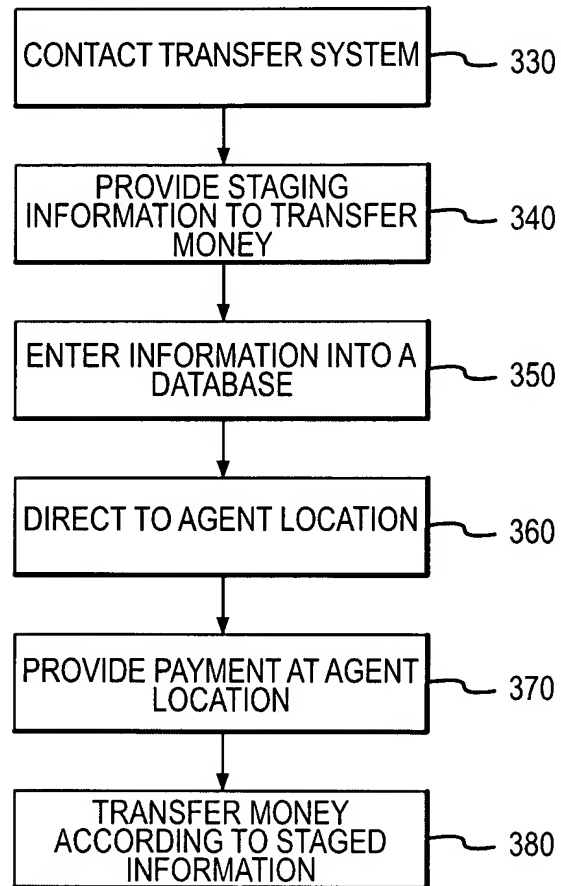 CONTACT TRANSFER SYSTEM
330
PROVIDE STAGING
INFORMATION TO TRANSFER
MONEY
340
ENTER INFORMATION INTO A
DATABASE
350
DIRECT TO AGENT LOCATION
360
PROVIDE PAYMENT AT AGENT
LOCATION
370
TRANSFER MONEY
ACCORDING TO STAGED
INFORMATION
380